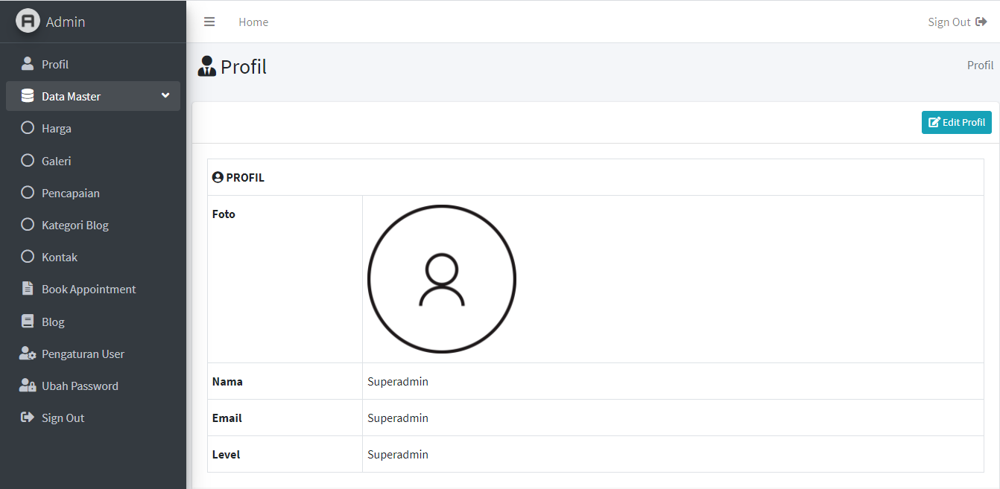 Admin
Profil
Data Master
Harga
Galeri
Pencapaian
Kategori Blog
Kontak
Book Appointment
Blog
Pengaturan User
Ubah Password
Sign Out
Home
Sign Out
Profil
Profil
Edit Profil
PROFIL
Foto
Nama Superadmin
Email Superadmin
Level Superadmin